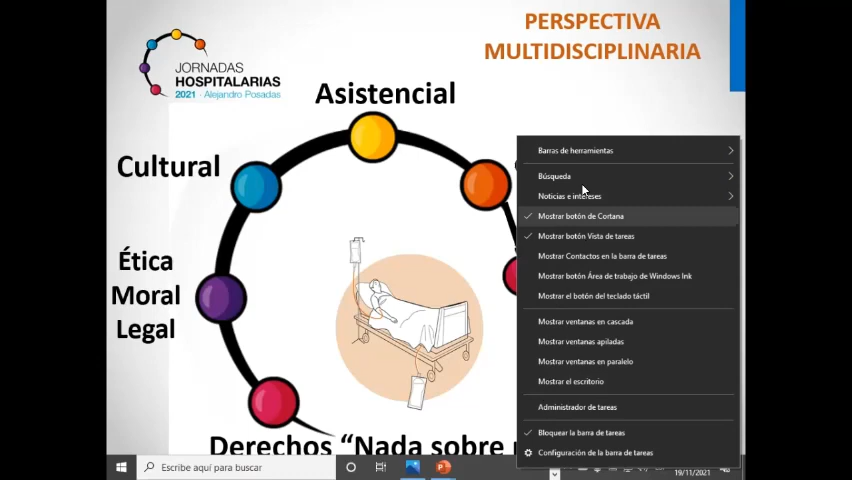 PERSPECTIVA
MULTIDISCIPLINARIA
JORNADAS
HOSPITALARIAS
2021 · Alejandro Posadas
Asistencial
Cultural
Ética
Moral
Legal
Derechos “Nada sobre
Barras de herramientas
Búsqueda
Noticias e intereses
Mostrar botón de Cortana
Mostrar botón Vista de tareas
Mostrar Contactos en la barra de tareas
Mostrar botón Área de trabajo de Windows Ink
Mostrar el botón del teclado táctil
Mostrar ventanas en cascada
Mostrar ventanas apiladas
Mostrar ventanas en paralelo
Mostrar el escritorio
Administrador de tareas
Bloquear la barra de tareas
Configuración de la barra de tareas
Escribe aquí para buscar
19/11/2021